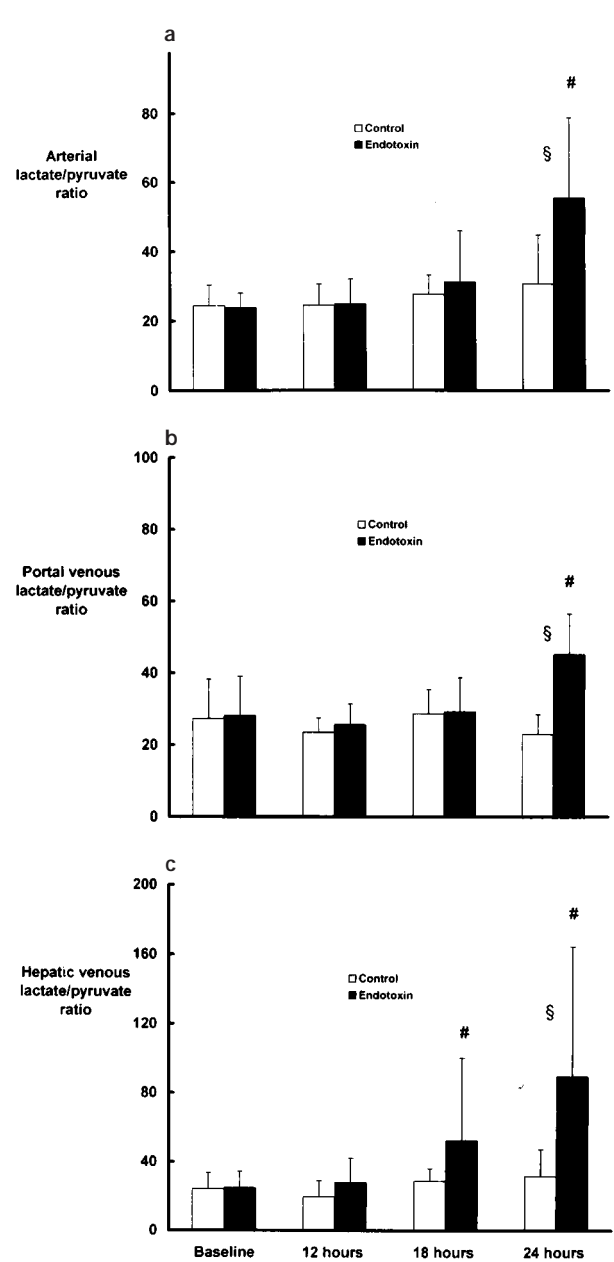 a
#
80
Control
Endotoxin
§
Arterial
lactate/pyruvate
ratio
60
40
20
0
b
100
Control
Endotoxin
80
Portal venous
lactate/pyruvate
ratio
#
60
§
40
20
0
c
200
#
160
Hepatic venous
lactate/pyruvate
ratio
Control
Endotoxin
§
120
#
80
40
0
Baseline 12 hours 18 hours 24 hours